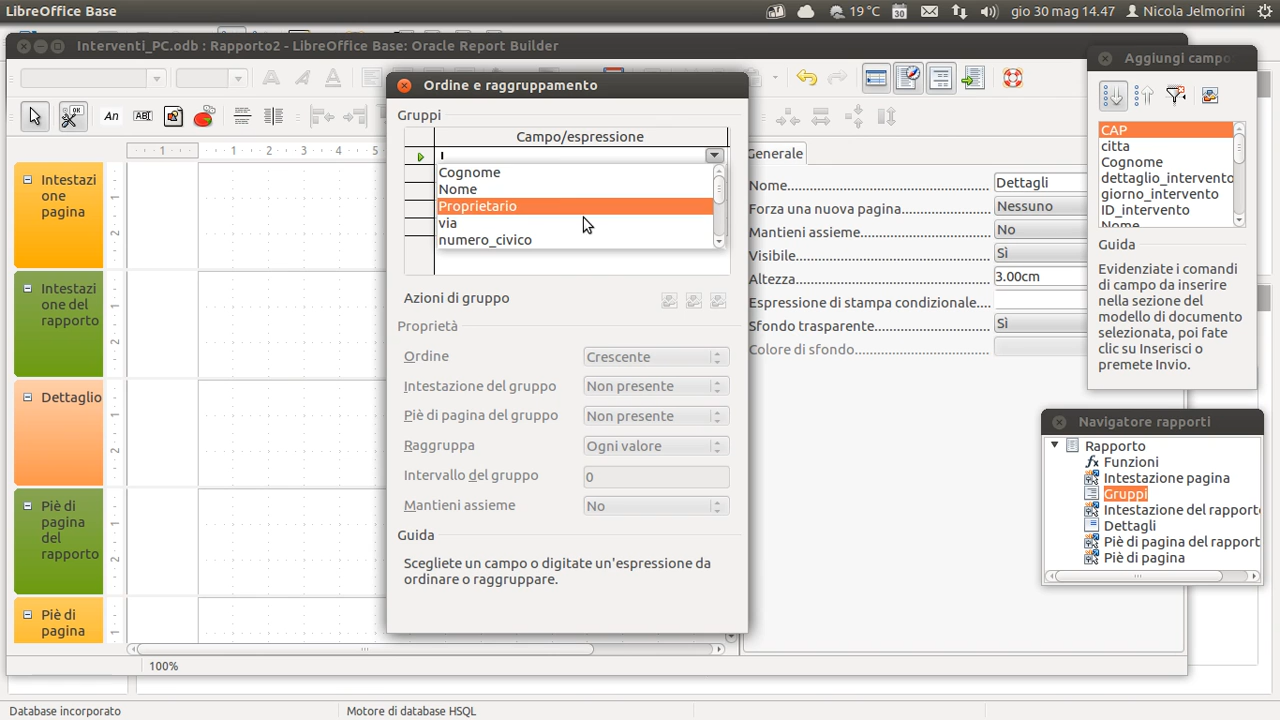 LibreOffice Base
19 °C
gio 30 mag 14.47
Nicola Jelmorini
Interventi_PC.odb : Rapporto2 - LibreOffice Base: Oracle Report Builder
Ordine e raggruppamento
Gruppi
Campo/espressione
Cognome
Nome
Proprietario
via
numero_civico
Azioni di gruppo
Proprietà
Ordine
Crescente
Intestazione del gruppo
Non presente
Piè di pagina del gruppo
Non presente
Raggruppa
Ogni valore
Intervallo del gruppo
0
Mantieni assieme
No
Guida
Scegliete un campo o digitate un'espressione da
ordinare o raggruppare.
Intestazi
one
pagina
Intestazi
one del
rapporto
Dettaglio
Piè di
pagina
del
rapporto
Piè di
pagina
100%
Generale
Nome
Dettagli
Forza una nuova pagina
Nessuno
Mantieni assieme
No
Visibile
Sì
Altezza
3.00cm
Espressione di stampa condizionale
Sfondo trasparente
Sì
Colore di sfondo
Aggiungi campo
CAP
citta
Cognome
dettaglio_intervento
giorno_intervento
ID_intervento
Nome
Guida
Evidenziate i comandi
di campo da inserire
nella sezione del
modello di documento
selezionata, poi fate
clic su Inserisci o
premete Invio.
Navigatore rapporti
Rapporto
Funzioni
Intestazione pagina
Gruppi
Intestazione del rapporto
Dettagli
Piè di pagina del rapport
Piè di pagina
Database incorporato
Motore di database HSQL